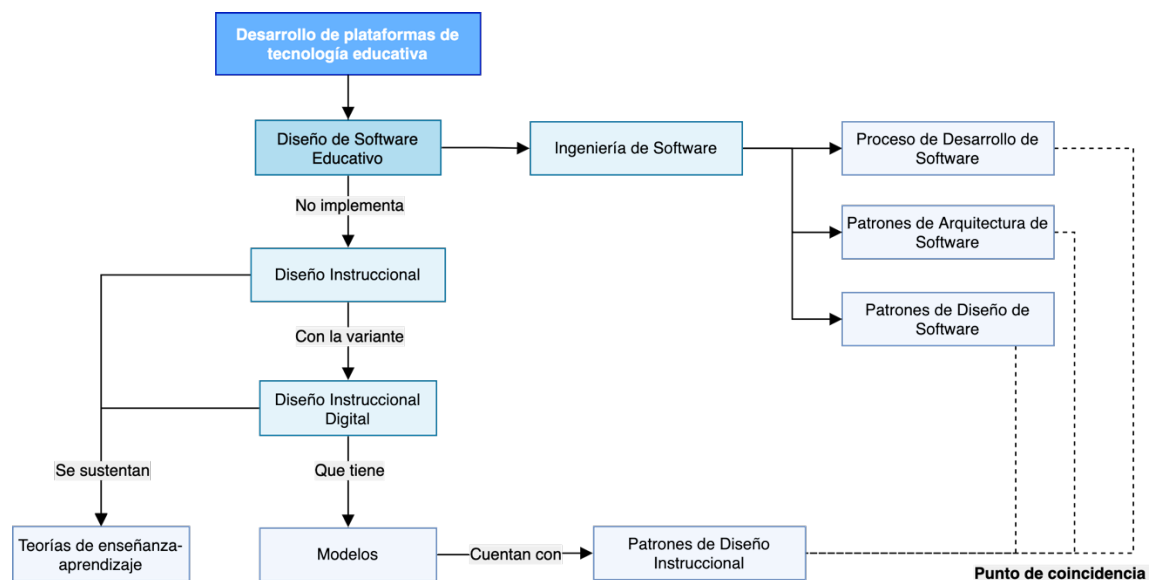 Desarrollo de plataformas de
tecnología educativa
Diseño de Software
Educativo
Ingeniería de Software
Proceso de Desarrollo de
Software
No implementa
Patrones de Arquitectura de
Software
Diseño Instruccional
Patrones de Diseño de
Software
Con la variante
Diseño Instruccional
Digital
Se sustentan
Que tiene
Teorías de enseñanza-
aprendizaje
Modelos
Cuentan con
Patrones de Diseño
Instruccional
Punto de coincidencia